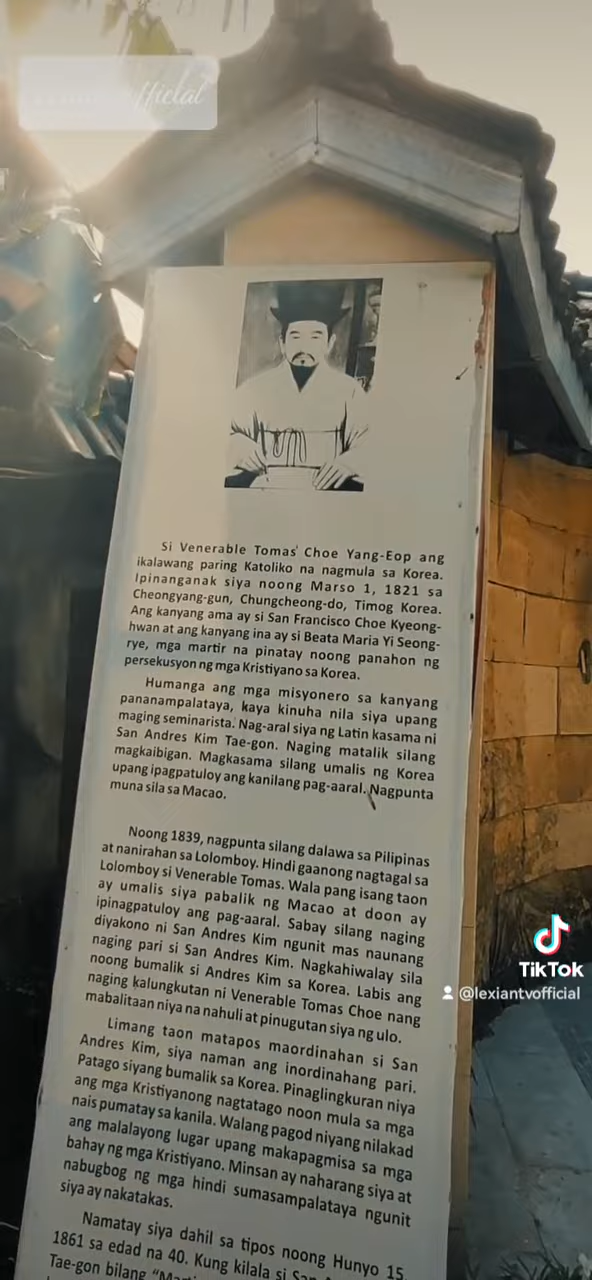 fficial
Si Venerable Tomas Choe Yang-Eop ang
ikalawang paring Katoliko na nagmula sa Korea.
Ipinanganak siya noong Marso 1, 1821 sa
Cheongyang-gun, Chungcheong-do, Timog Korea.
Ang kanyang ama ay si San Francisco Choe Kyeong-
hwan at ang kanyang ina ay si Beata Maria Yi Seong-
rye, mga martir na pinatay noong panahon ng
persekusyon ng mga Kristiyano sa Korea.
Humanga ang mga misyonero sa kanyang
pananampalataya, kaya kinuha nila siya upang
maging seminarista. Nag-aral siya ng Latin kasama ni
San Andres Kim Tae-gon. Naging matalik silang
magkaibigan. Magkasama silang umalis ng Korea
upang ipagpatuloy ang kanilang pag-aaral. Nagpunta
muna sila sa Macao.
Noong 1839, nagpunta silang dalawa sa Pilipinas
at nanirahan sa Lolomboy. Hindi gaanong nagtagal sa
Lolomboy si Venerable Tomas. Wala pang isang taon
ay umalis siya pabalik ng Macao at doon ay
ipinagpatuloy ang pag-aaral. Sabay silang naging
diyakono ni San Andres Kim ngunit mas naunang
naging pari si San Andres Kim. Nagkahiwalay sila
noong bumalik si Andres Kim sa Korea. Labis ang
naging kalungkutan ni Venerable Tomas Choe nang
mabalitaan niya na nahuli at pinugutan siya ng ulo.
Limang taon matapos maordinahan si San
Andres Kim, siya naman ang inordinahang pari.
Patago siyang bumalik sa Korea. Pinaglingkuran niya
ang mga Kristiyanong nagtatago noon mula sa mga
nais pumatay sa kanila. Walang pagod niyang nilakad
ang malalayong lugar upang makapagmisa sa mga
bahay ng mga Kristiyano. Minsan ay naharang siya at
nabugbog ng mga hindi sumasampalataya ngunit
siya ay nakatakas.
Namatay siya dahil sa tipos noong Hunyo 15,
1861 sa edad na 40. Kung kilala si San
Tae-gon bilang
TikTok
@lexiantvofficial